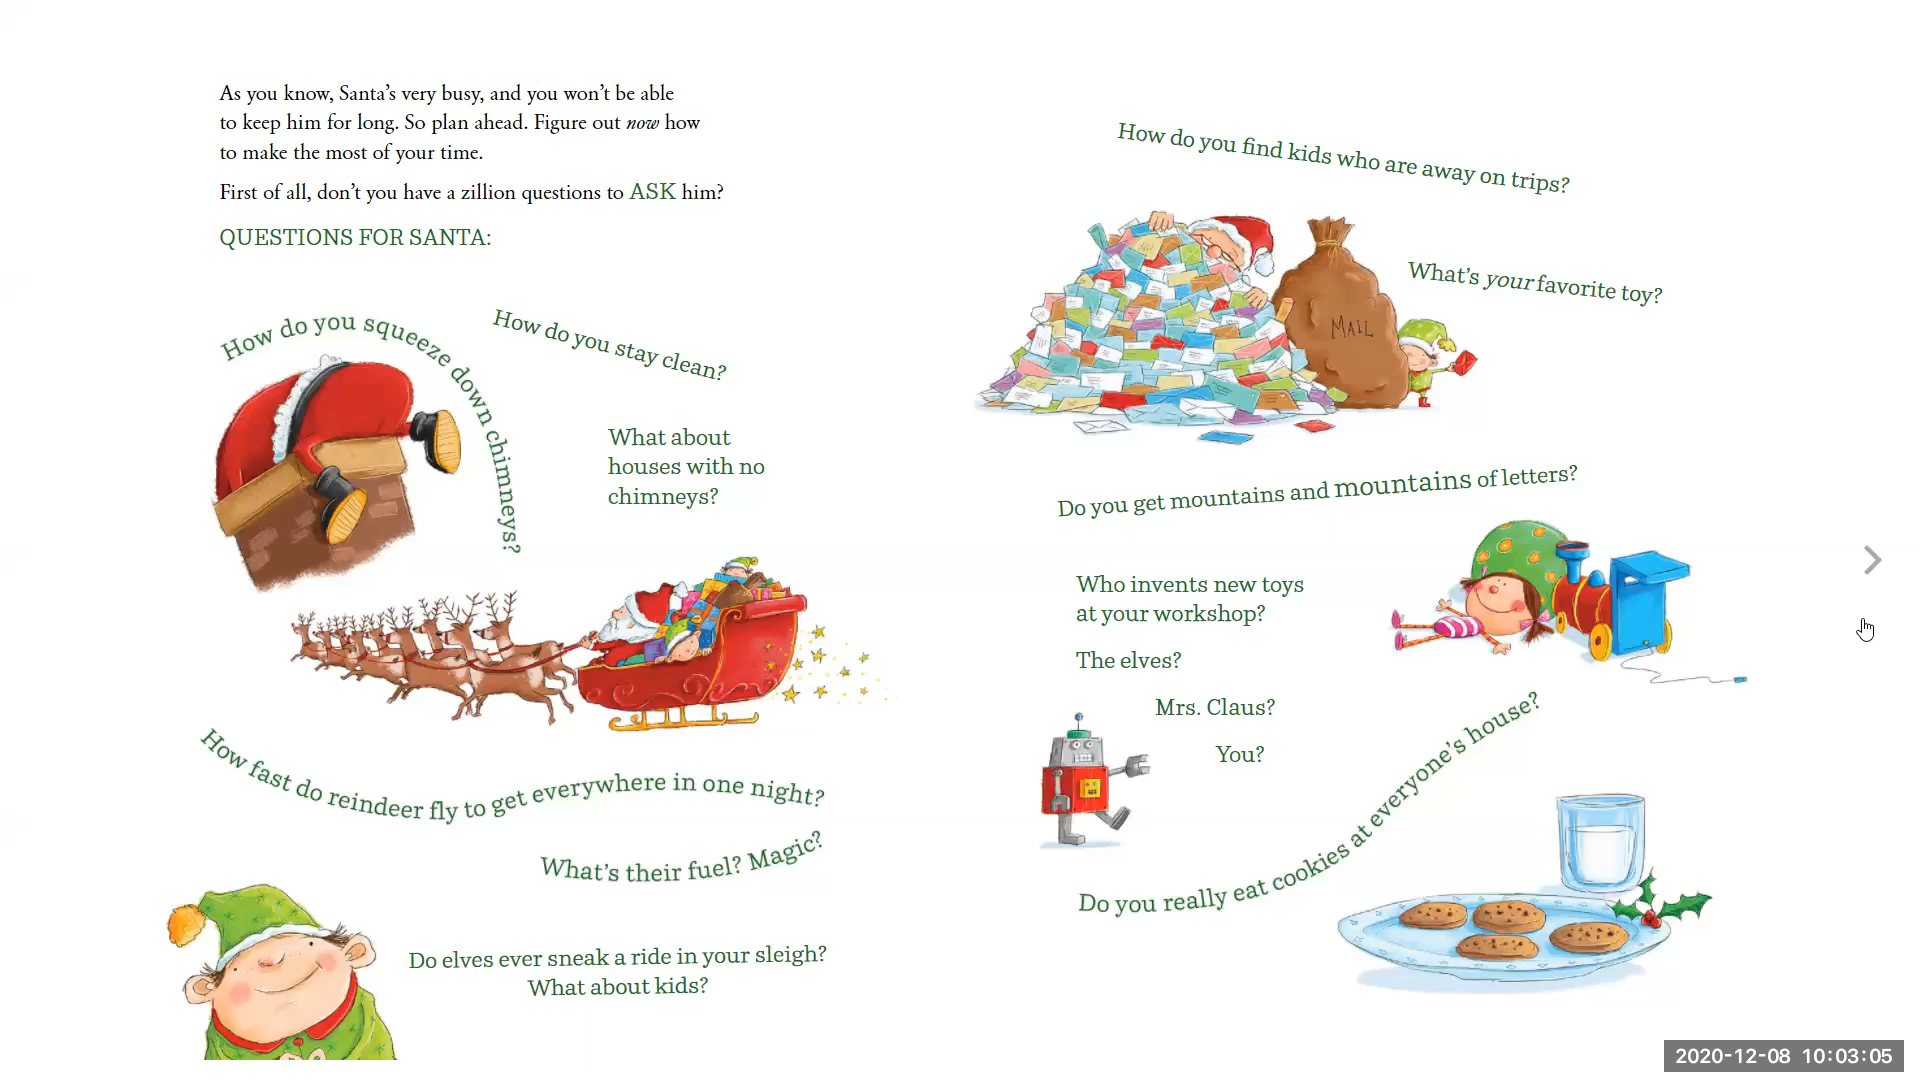 As you know, Santa’s very busy, and you won’t be able
to keep him for long. So plan ahead. Figure out now how
to make the most of your time.
First of all, don’t you have a zillion questions to ASK him?
QUESTIONS FOR SANTA:
How do you squeeze down chimneys?
How do you stay clean?
What about
houses with no
chimneys?
How fast do reindeer fly to get everywhere in one night?
What’s their fuel? Magic?
Do elves ever sneak a ride in your sleigh?
What about kids?
How do you find kids who are away on trips?
What’s your favorite toy?
MAIL
Do you get mountains and mountains of letters?
Who invents new toys
at your workshop?
The elves?
Mrs. Claus?
You?
Do you really eat cookies at everyone’s house?
2020-12-08 10:03:05